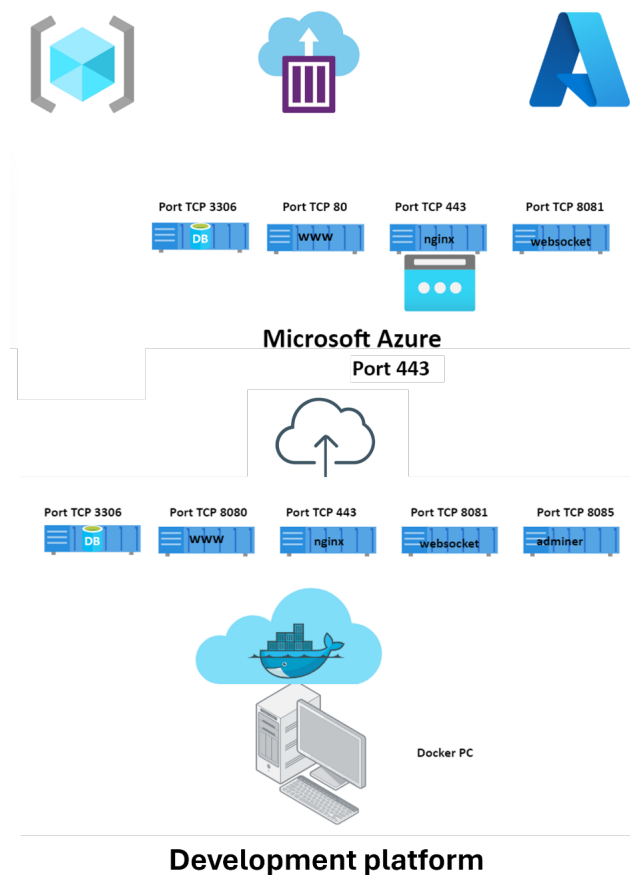 Port TCP 3306
Port TCP 80
Port TCP 443
Port TCP 8081
DB
www
nginx
websocket
Microsoft Azure
Port 443
Port TCP 3306
Port TCP 8080
Port TCP 443
Port TCP 8081
Port TCP 8085
DB
www
nginx
websocket
adminer
Docker PC
Development platform